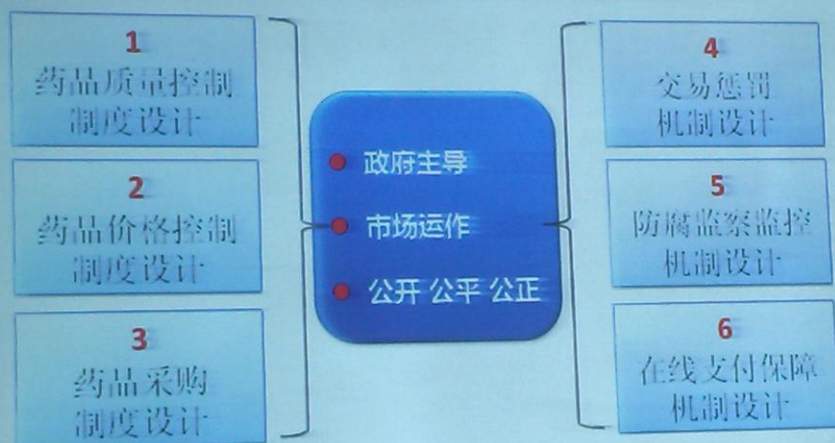 1
药品质量控制
制度设计
2
药品价格控制
制度设计
3
药品采购
制度设计
政府主导
市场运作
公开 公平 公正
4
交易惩罚
机制设计
5
防腐监察监控
机制设计
6
在线支付保障
机制设计